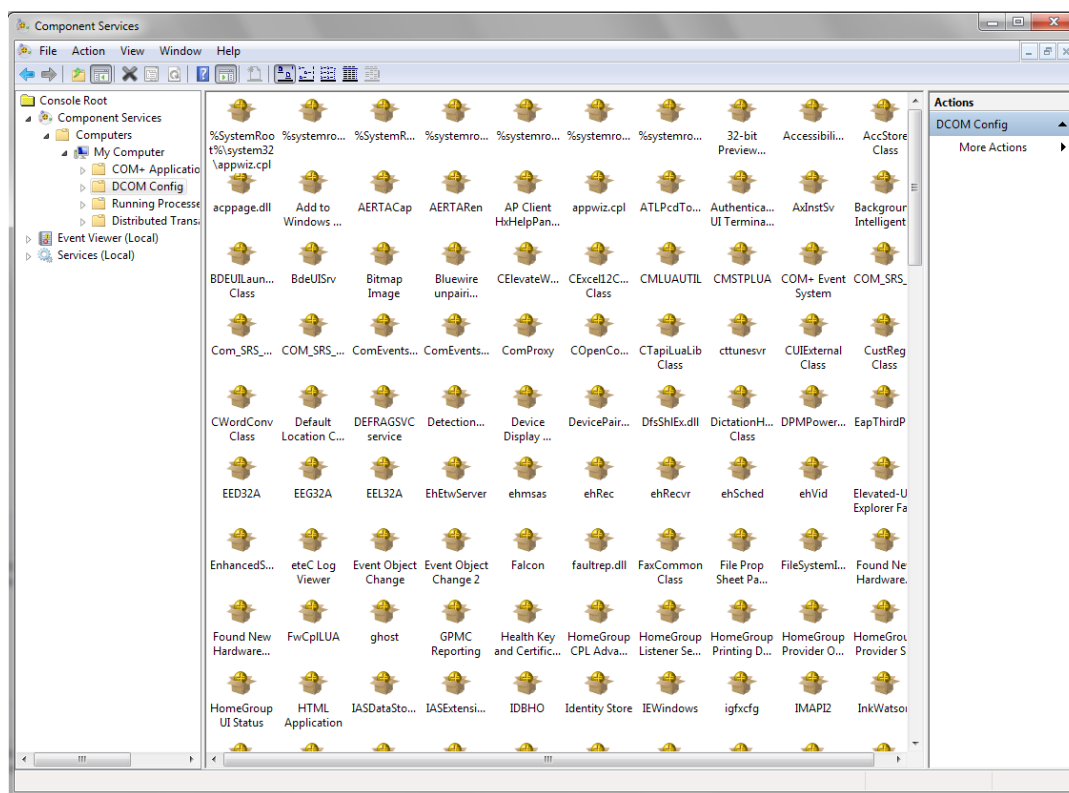 Component Services
File Action View Window Help
Console Root
Component Services
Computers
My Computer
COM+ Applicatio
DCOM Config
Running Processe
Distributed Trans
Event Viewer (Local)
Services (Local)
%SystemRoo %systemro... %SystemR... %systemro... %systemro... %systemro... %systemro... 32-bit Accessibili... AccStore
t%\system32 Preview... Class
\appwiz.cpl
acppage.dll Add to AERTACap AERTARen AP Client appwiz.cpl ATLPcdTo... Authentica... AxInstSv Backgroun
Windows ... HxHelpPan... UI Termina... Intelligent
BDEUILaun... BdeUISrv Bitmap Bluewire CElevateW... CExcel12C... CMLUAUTIL CMSTPLUA COM+ Event COM_SRS_
Class Image unpairi... Class System
Com_SRS_... COM_SRS_... ComEvents... ComEvents... ComProxy COpenCo... CTapiLuaLib cttunesvr CUIExternal CustReg
Class Class Class
CWordConv Default DEFRAGSVC Detection... Device DevicePair... DfsShlEx.dll DictationH... DPMPower... EapThirdP
Class Location C... service Display ... Class
EED32A EEG32A EEL32A EhEtwServer ehmsas ehRec ehRecvr ehSched ehVid Elevated-U
Explorer Fa
EnhancedS... eteC Log Event Object Event Object Falcon faultrep.dll FaxCommon File Prop FileSystemI... Found Ne
Viewer Change Change 2 Class Sheet Pa... Hardware.
Found New FwCplLUA ghost GPMC Health Key HomeGroup HomeGroup HomeGroup HomeGroup HomeGrou
Hardware... Reporting and Certific... CPL Adva... Listener Se... Printing D... Provider O... Provider S
HomeGroup HTML IASDataSto... IASExtensi... IDBHO Identity Store IEWindows igfxcfg IMAPI2 InkWatso
UI Status Application
Actions
DCOM Config
More Actions